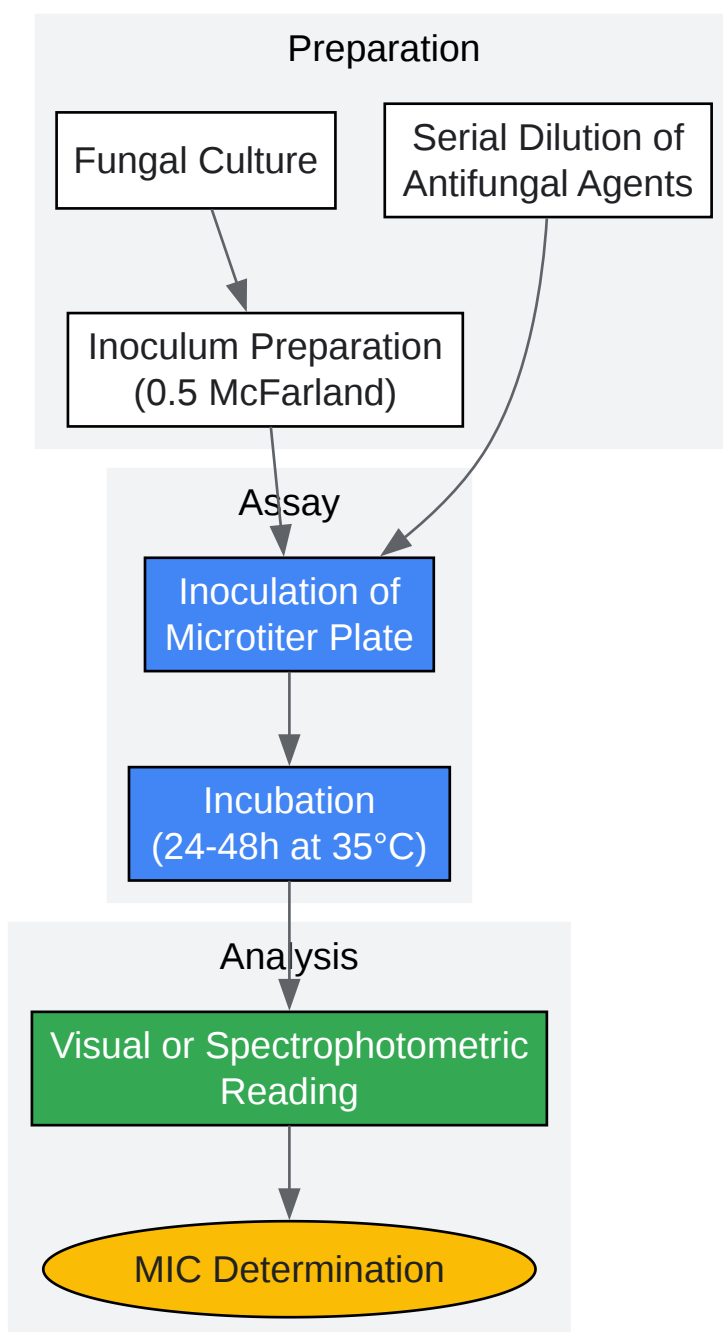 Preparation
Fungal Culture
Serial Dilution of
Antifungal Agents
Inoculum Preparation
(0.5 McFarland)
Assay
Inoculation of
Microtiter Plate
Incubation
(24-48h at 35°C)
Analysis
Visual or Spectrophotometric
Reading
MIC Determination